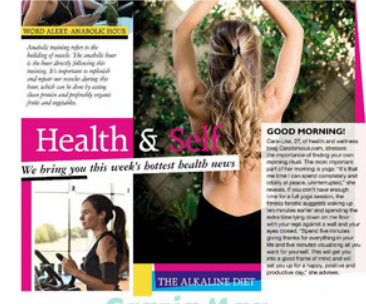 WORD ALERT: ANABOLIC HOUR
Anabolic training refers to the
building of muscle. The anabolic hour
is the hour directly following this
training. It's important to replenish
and repair our muscles during this
hour, which can be done by eating
clean protein and preferably organic
fruits and vegetables.
Health & Self
We bring you this week's hottest health news
GOOD MORNING!
Cara-Lisa, 27, of health and wellness
blog stresses
the importance of finding your own
morning ritual. The most important
part of her morning is yoga. "It's that
me time I can spend completely and
totally at peace, uninterrupted," she
reveals. If you don't have enough
time for a full yoga session, the
fitness fanatic suggests waking up
ten minutes earlier and spending the
extra time lying down on the floor
with your legs against a wall and your
eyes closed. "Spend five minutes
giving thanks for everything in your
life and five minutes visualising all you
want for yourself. This will get you
into a good frame of mind and will
set you up for a happy, positive and
productive day," she advises.
THE ALKALINE DIET